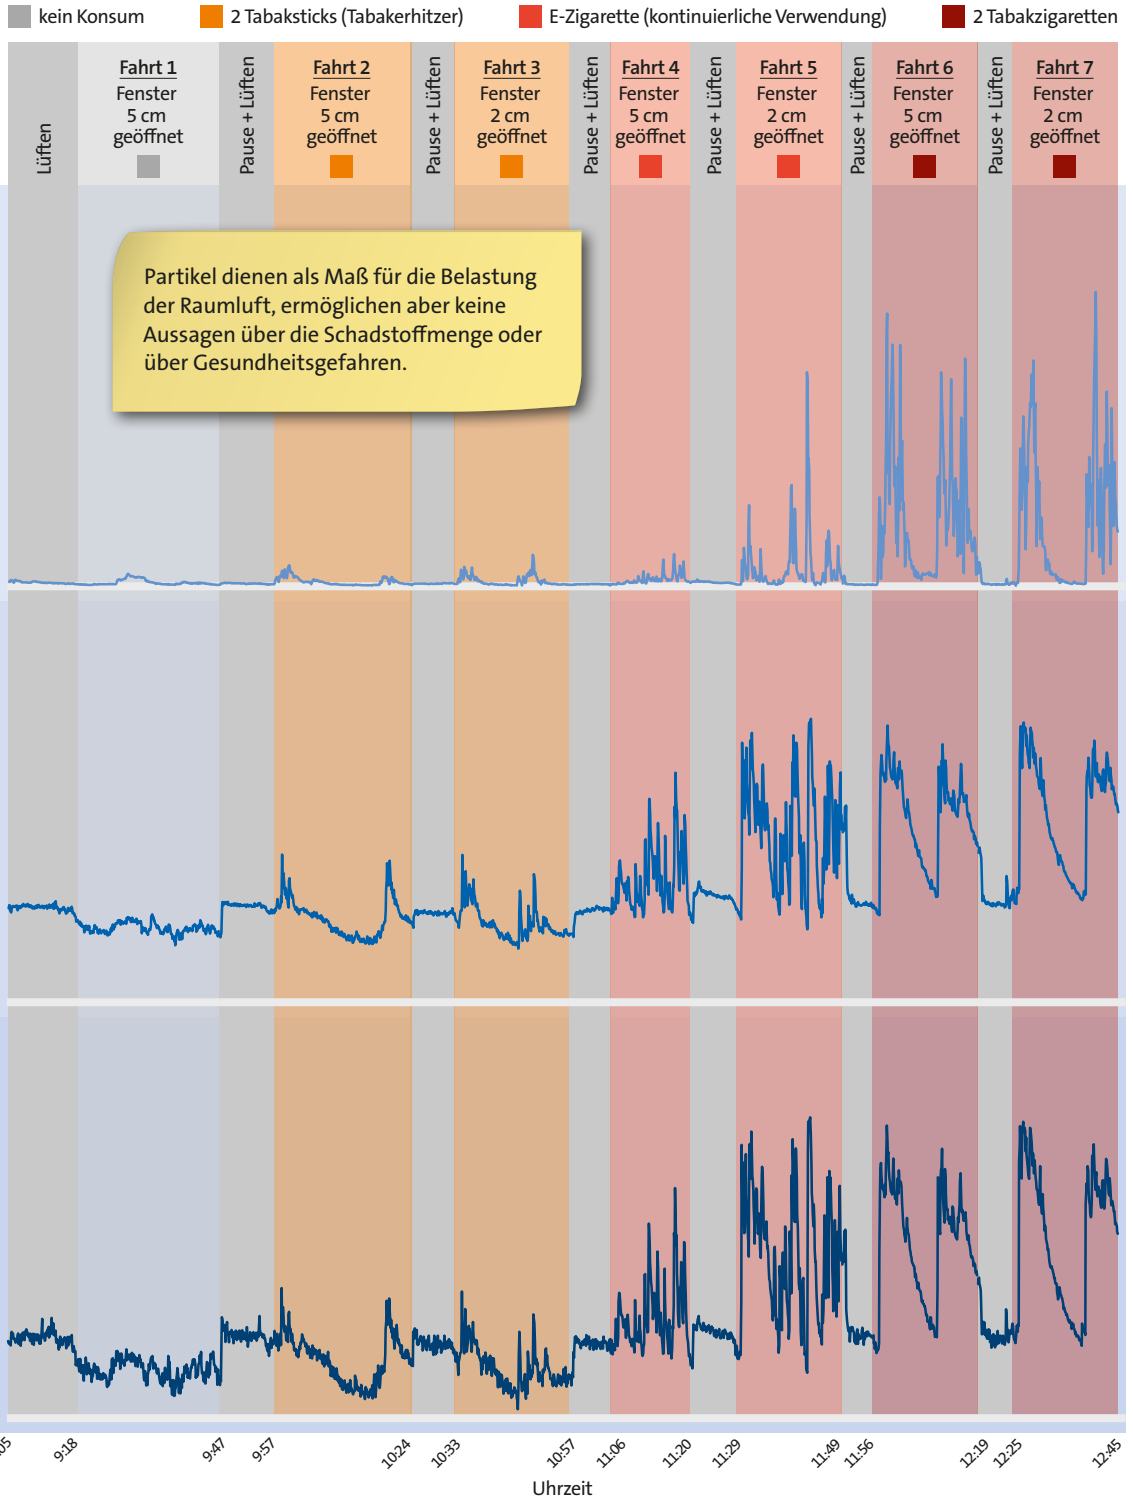 kein Konsum
2 Tabaksticks (Tabakerhitzer)
E-Zigarette (kontinuierliche Verwendung)
2 Tabakzigaretten
Lüften
Fahrt 1
Fenster
5 cm
geöffnet
Pause + Lüften
Fahrt 2
Fenster
5 cm
geöffnet
Pause + Lüften
Fahrt 3
Fenster
2 cm
geöffnet
Pause + Lüften
Fahrt 4
Fenster
5 cm
geöffnet
Pause + Lüften
Fahrt 5
Fenster
2 cm
geöffnet
Pause + Lüften
Fahrt 6
Fenster
5 cm
geöffnet
Pause + Lüften
Fahrt 7
Fenster
2 cm
geöffnet
Partikel dienen als Maß für die Belastung
der Raumluft, ermöglichen aber keine
Aussagen über die Schadstoffmenge oder
über Gesundheitsgefahren.
:05
9:18
9:47
9:57
10:24
10:33
10:57
11:06
11:20
11:29
11:49
11:56
12:19
12:25
12:45
Uhrzeit